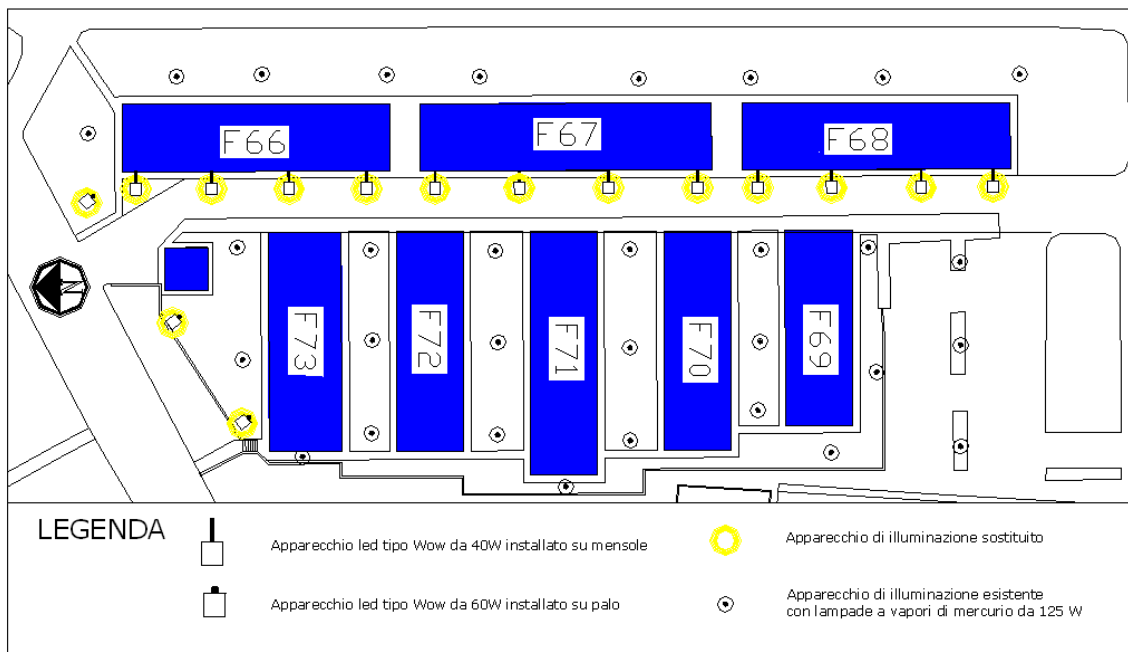 F66
F67
F68
F73
F72
F71
F70
F69
LEGENDA
Apparecchio led tipo Wow da 40W installato su mensole
Apparecchio di illuminazione sostituito
Apparecchio led tipo Wow da 60W installato su palo
Apparecchio di illuminazione esistente
con lampade a vapori di mercurio da 125 W